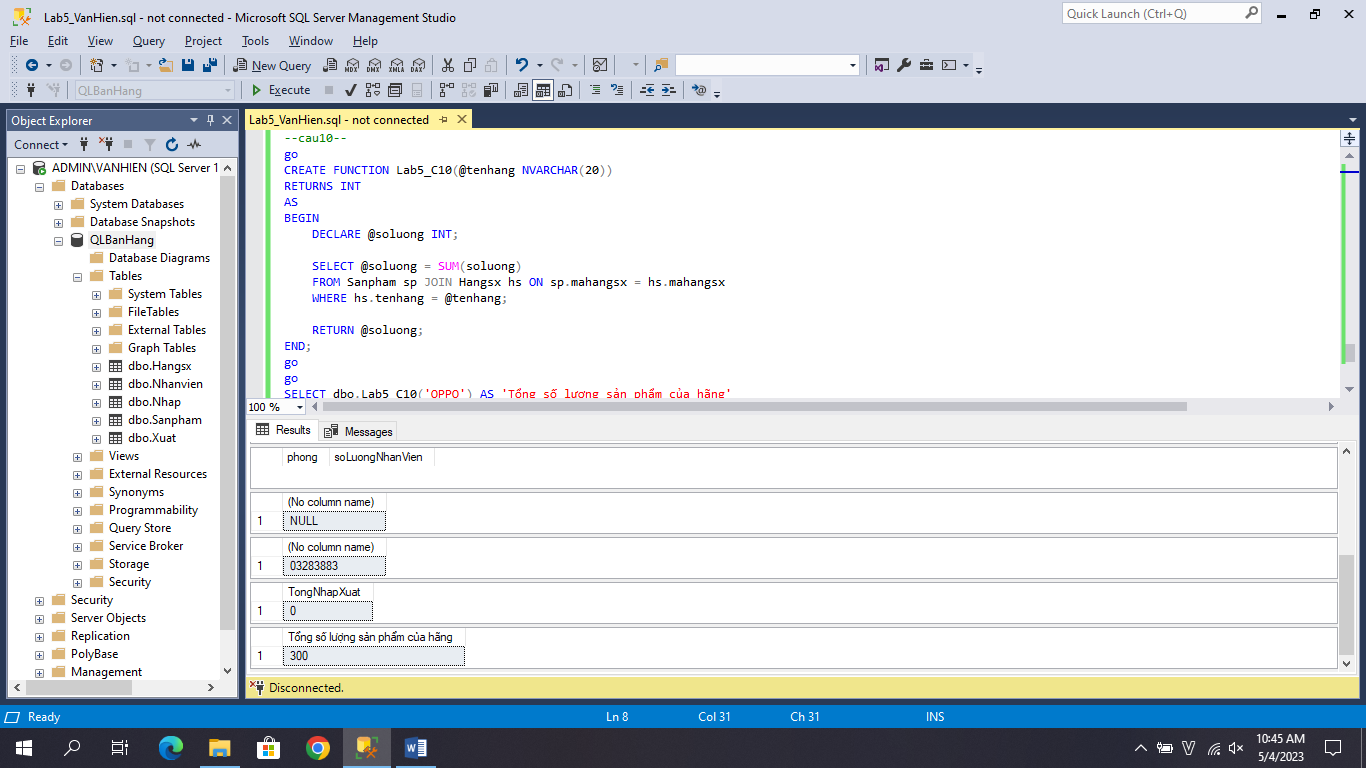 Lab5_VanHien.sql - not connected - Microsoft SQL Server Management Studio
Quick Launch (Ctrl+Q)
File Edit View Query Project Tools Window Help
New Query MDX DMX XMLA DAX
QLBanHang Execute
Object Explorer
Connect
ADMIN\VANHIEN (SQL Server 1
Databases
System Databases
Database Snapshots
QLBanHang
Database Diagrams
Tables
System Tables
FileTables
External Tables
Graph Tables
dbo.Hangsx
dbo.Nhanvien
dbo.Nhap
dbo.Sanpham
dbo.Xuat
Views
External Resources
Synonyms
Programmability
Query Store
Service Broker
Storage
Security
Security
Server Objects
Replication
PolyBase
Management
Lab5_VanHien.sql - not connected
--cau10--
go
CREATE FUNCTION Lab5_C10(@tenhang NVARCHAR(20))
RETURNS INT
AS
BEGIN
DECLARE @soluong INT;
SELECT @soluong = SUM(soluong)
FROM Sanpham sp JOIN Hangsx hs ON sp.mahangsx = hs.mahangsx
WHERE hs.tenhang = @tenhang;
RETURN @soluong;
END;
go
go
SELECT dbo.Lab5_C10('OPPO') AS 'Tổng số lượng sản phẩm của hãng'
100 %
Results Messages
phong soLuongNhanVien
(No column name)
1 NULL
(No column name)
1 03283883
TongNhapXuat
1 0
Tổng số lượng sản phẩm của hãng
1 300
Disconnected.
Ready Ln 8 Col 31 Ch 31 INS
10:45 AM
5/4/2023